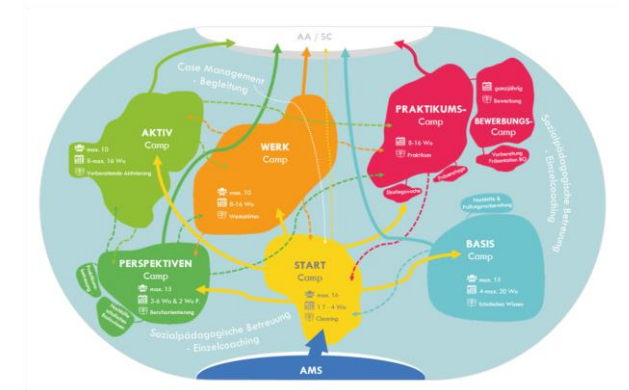 AA / SC
Case Management
- Begleitung
AKTIV
Camp
max. 10
8-max. 16 Wo
Vorbereitende Aktivierung
WERK
Camp
max. 10
8-16 Wo
Werkstätten
PRAKTIKUMS-
Camp
8-16 Wo
Praktikum
ganzjährig
Bewerbung
BEWERBUNGS-
Camp
Vorbereitung
Präsentation BO
Einstiegswoche
Sozialpädagogische Betreuung
- Einzelcoaching
Nachhilfe &
Prüfungsvorbereitung
BASIS
Camp
max. 15
4-max. 20 Wo
Schulisches Wissen
START
Camp
max. 16
Clearing
PERSPEKTIVEN
Camp
max. 15
3-6 Wo & 2 Wo P.
Berufsorientierung
Sozialpädagogische Betreuung
- Einzelcoaching
AMS